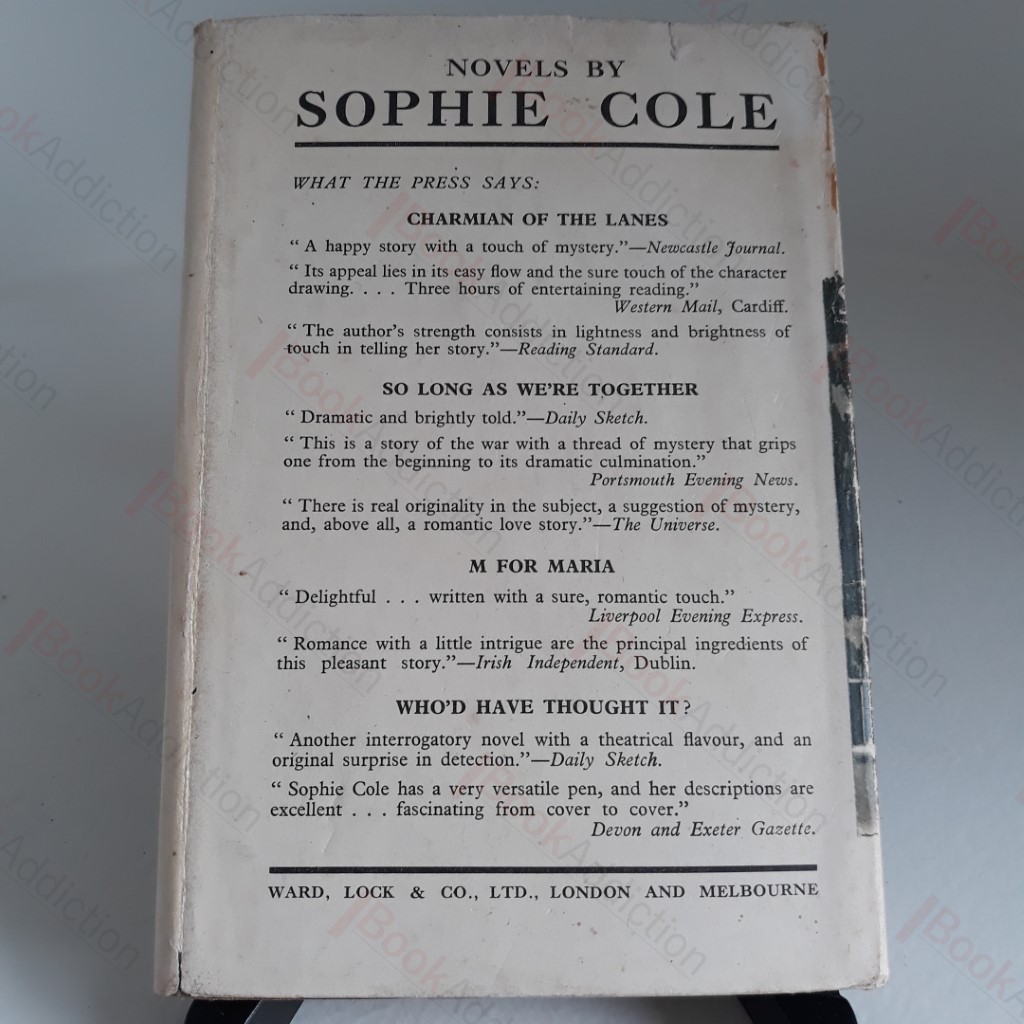 NOVELS BY
SOPHIE COLE
WHAT THE PRESS SAYS:
CHARMIAN OF THE LANES
“ A happy story with a touch of mystery.”—Newcastle Journal.
“ Its appeal lies in its easy flow and the sure touch of the character
drawing. . . . Three hours of entertaining reading.”
Western Mail, Cardiff.
“ The author’s strength consists in lightness and brightness of
touch in telling her story.”—Reading Standard.
SO LONG AS WE’RE TOGETHER
“ Dramatic and brightly told.”—Daily Sketch.
“ This is a story of the war with a thread of mystery that grips
one from the beginning to its dramatic culmination.”
Portsmouth Evening News.
“ There is real originality in the subject, a suggestion of mystery,
and, above all, a romantic love story.”—The Universe.
M FOR MARIA
“ Delightful . . . written with a sure, romantic touch.”
Liverpool Evening Express.
“ Romance with a little intrigue are the principal ingredients of
this pleasant story.”—Irish Independent, Dublin.
WHO’D HAVE THOUGHT IT?
“ Another interrogatory novel with a theatrical flavour, and an
original surprise in detection.”—Daily Sketch.
“ Sophie Cole has a very versatile pen, and her descriptions are
excellent . . . fascinating from cover to cover.”
Devon and Exeter Gazette.
WARD, LOCK & CO., LTD., LONDON AND MELBOURNE
BookAddiction